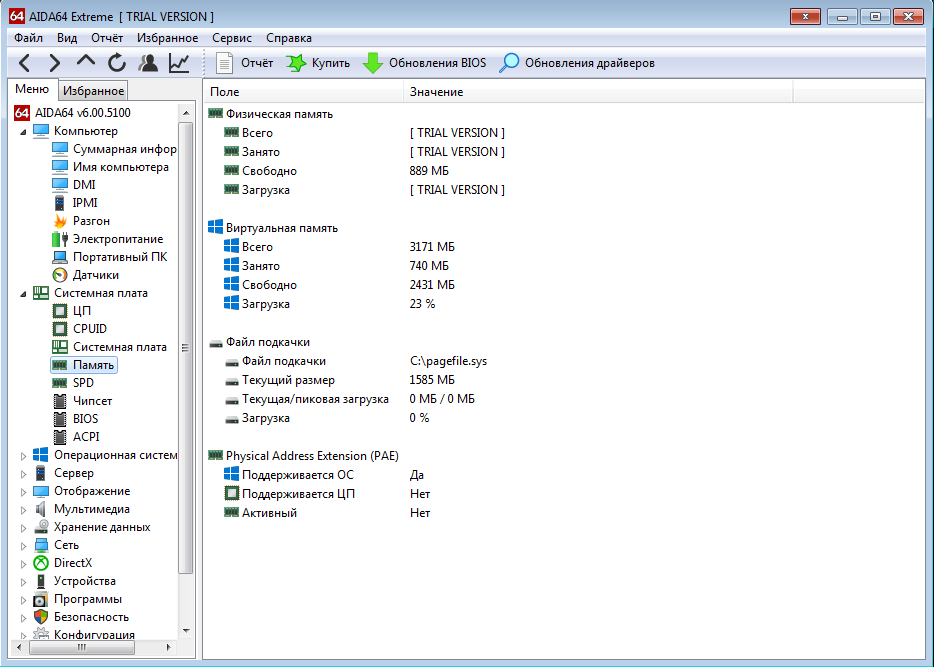 AIDA64 Extreme [ TRIAL VERSION ]
Файл Вид Отчёт Избранное Сервис Справка
Отчёт Купить Обновления BIOS Обновления драйверов
Меню Избранное
64 AIDA64 v6.00.5100
Компьютер
Суммарная инфор
Имя компьютера
DMI
IPMI
Разгон
Электропитание
Портативный ПК
Датчики
Системная плата
ЦП
CPUID
Системная плата
Память
SPD
Чипсет
BIOS
ACPI
Операционная систем
Сервер
Отображение
Мультимедиа
Хранение данных
Сеть
DirectX
Устройства
Программы
Безопасность
Конфигурация
Поле Значение
Физическая память
Всего [ TRIAL VERSION ]
Занято [ TRIAL VERSION ]
Свободно 889 МБ
Загрузка [ TRIAL VERSION ]
Виртуальная память
Всего 3171 МБ
Занято 740 МБ
Свободно 2431 МБ
Загрузка 23 %
Файл подкачки
Файл подкачки C:\pagefile.sys
Текущий размер 1585 МБ
Текущая/пиковая загрузка 0 МБ / 0 МБ
Загрузка 0 %
Physical Address Extension (PAE)
Поддерживается ОС Да
Поддерживается ЦП Нет
Активный Нет